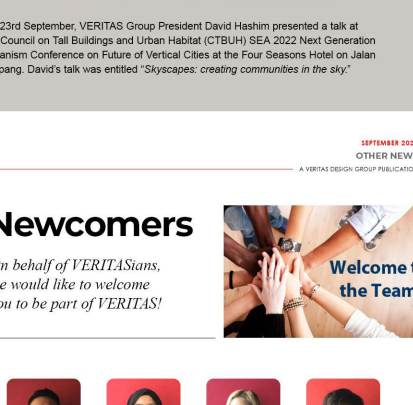 23rd September, VERITAS Group President David Hashim presented a talk at
Council on Tall Buildings and Urban Habitat (CTBUH) SEA 2022 Next Generation
anism Conference on Future of Vertical Cities at the Four Seasons Hotel on Jalan
pang. David's talk was entitled "Skyscapes: creating communities in the sky."
SEPTEMBER 202
OTHER NEW
A VERITAS DESIGN GROUP PUBLICATIO
Newcomers
n behalf of VERITASians,
e would like to welcome
ou to be part of VERITAS!
Welcome t
the Team